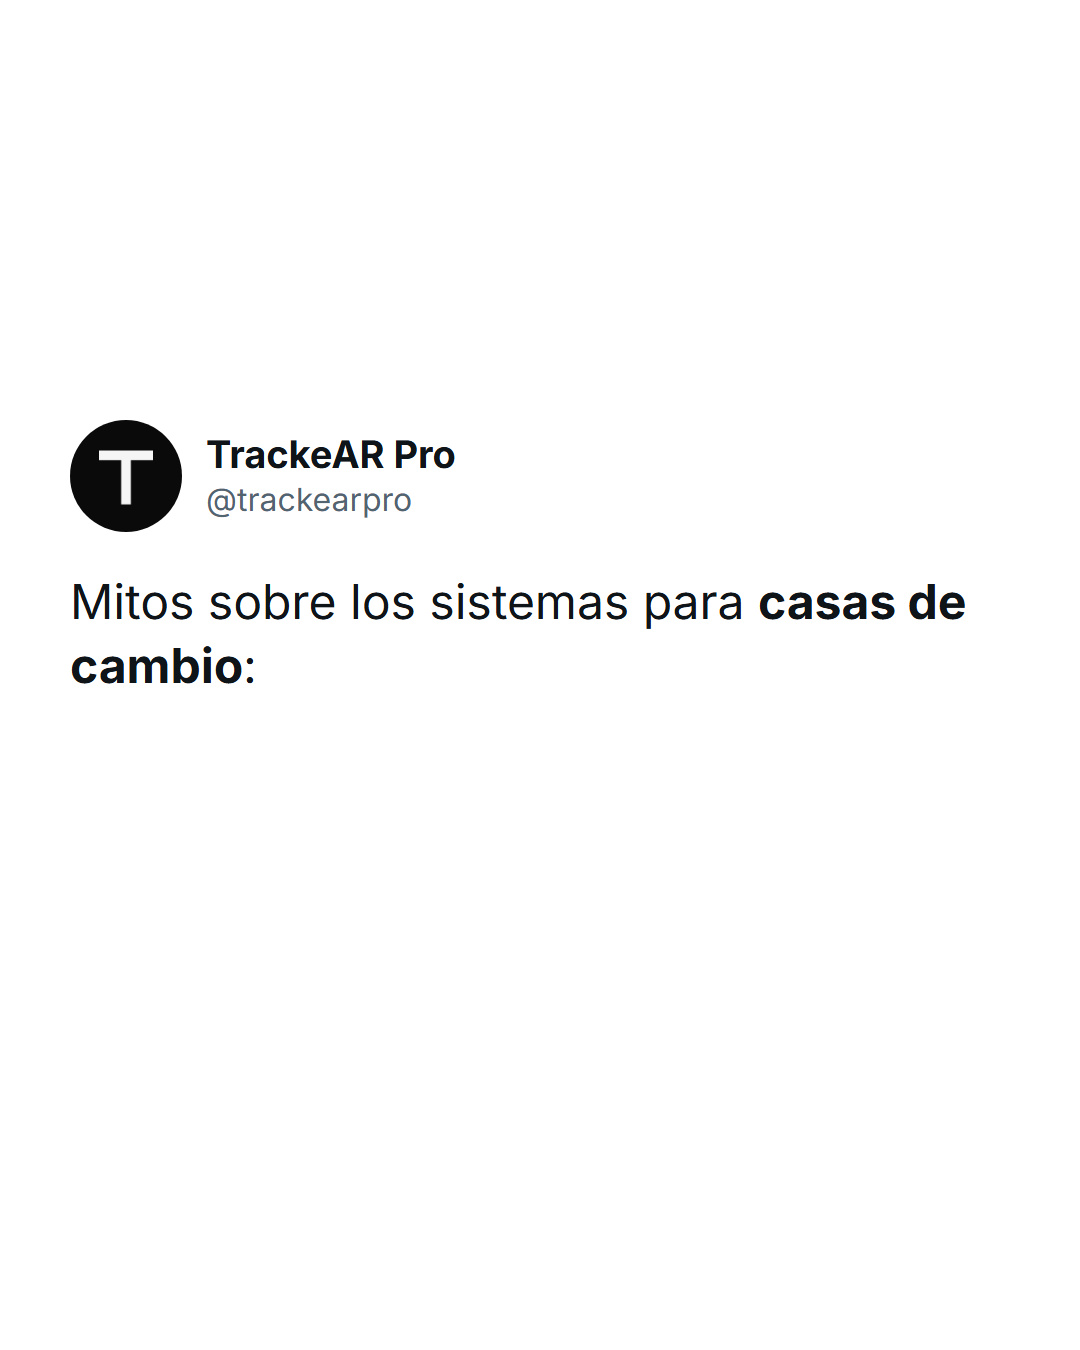 T
TrackeAR Pro
@trackearpro
Mitos sobre los sistemas para casas de
cambio: